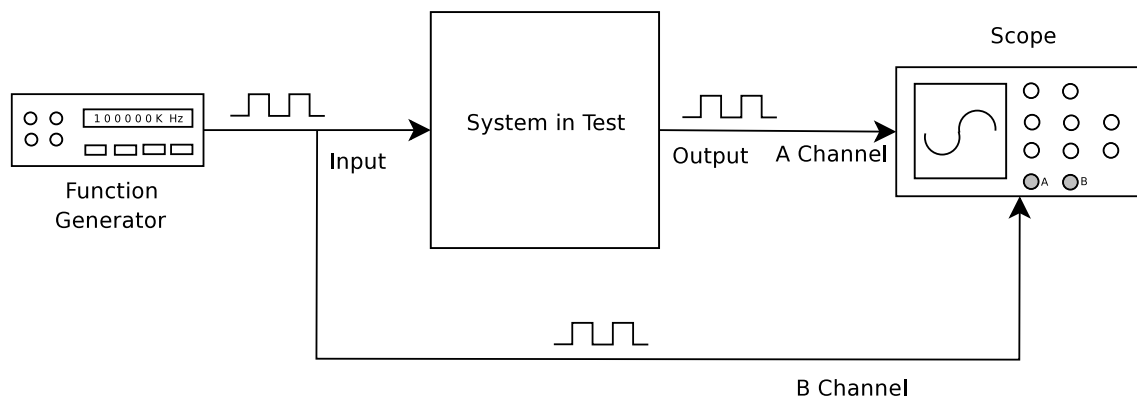 Scope
100000K Hz
System in Test
Input
Output
A Channel
Function
Generator
A
B
B Channel